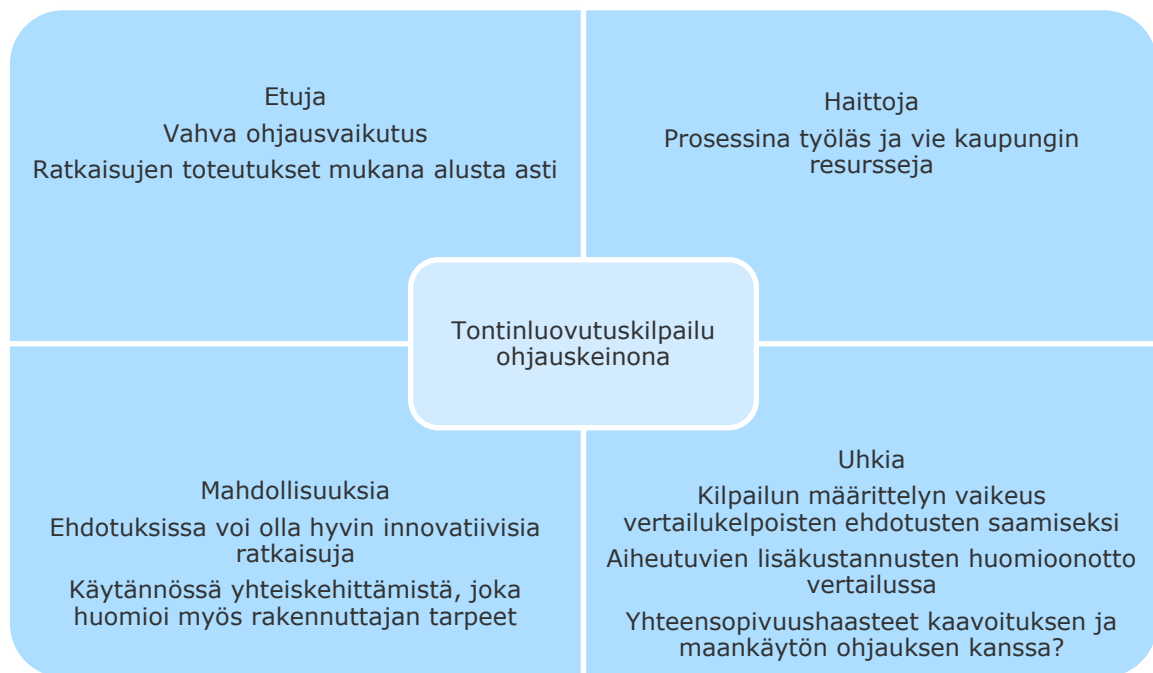 Etuja
Vahva ohjausvaikutus
Ratkaisujen toteutukset mukana alusta asti
Haittoja
Prosessina työläs ja vie kaupungin
resursseja
Tontinluovutuskilpailu
ohjauskeinona
Mahdollisuuksia
Ehdotuksissa voi olla hyvin innovatiivisia
ratkaisuja
Käytännössä yhteiskehittämistä, joka
huomioi myös rakennuttajan tarpeet
Uhkia
Kilpailun määrittelyn vaikeus
vertailukelpoisten ehdotusten saamiseksi
Aiheutuvien lisäkustannusten huomioonotto
vertailussa
Yhteensopivuushaasteet kaavoituksen ja
maankäytön ohjauksen kanssa?